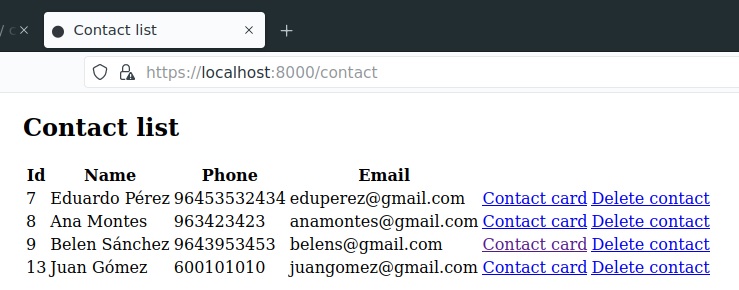 / c
Contact list
https://localhost:8000/contact
Contact list
Id Name Phone Email
7 Eduardo Pérez 96453532434 eduperez@gmail.com Contact card Delete contact
8 Ana Montes 963423423 anamontes@gmail.com Contact card Delete contact
9 Belen Sánchez 9643953453 belens@gmail.com Contact card Delete contact
13 Juan Gómez 600101010 juangomez@gmail.com Contact card Delete contact